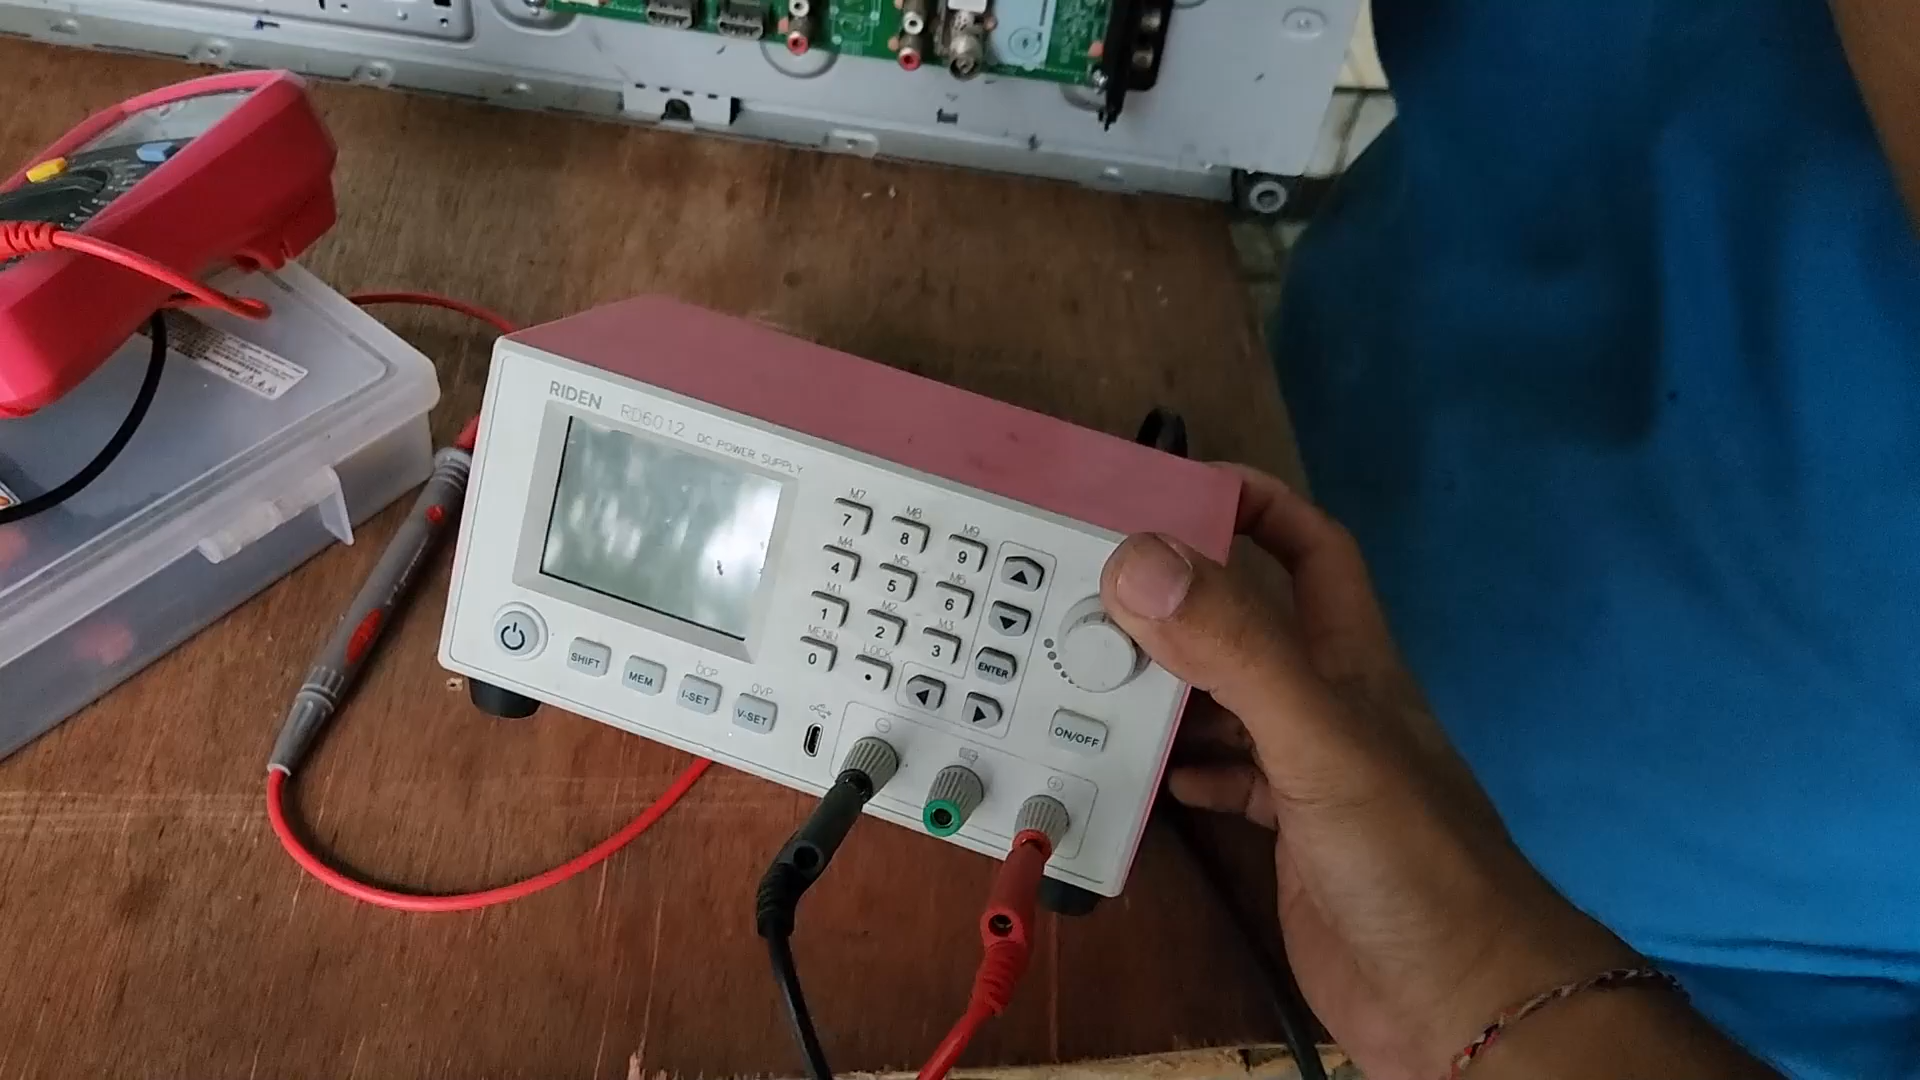 RIDEN RD6012 DC POWER SUPPLY
M7 M8 M9
7 8 9
M4 M5 M6
4 5 6
M1 M2 M3
1 2 3
MENU LOCK
0 .
ENTER
SHIFT MEM I-SET V-SET
OCP OVP
ON/OFF